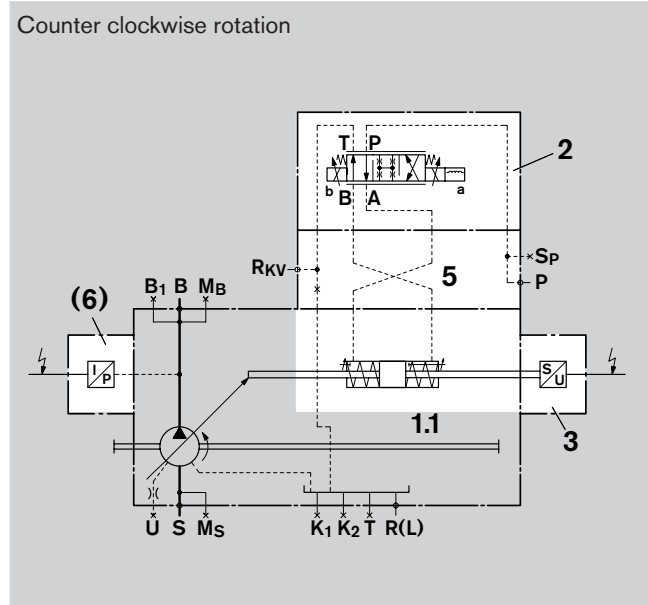 Counter clockwise rotation
T P
2
b a
B A
RKV
SP
5
P
B1 B MB
(6)
I P
S U
1.1
3
U S MS
K1 K2 T R(L)